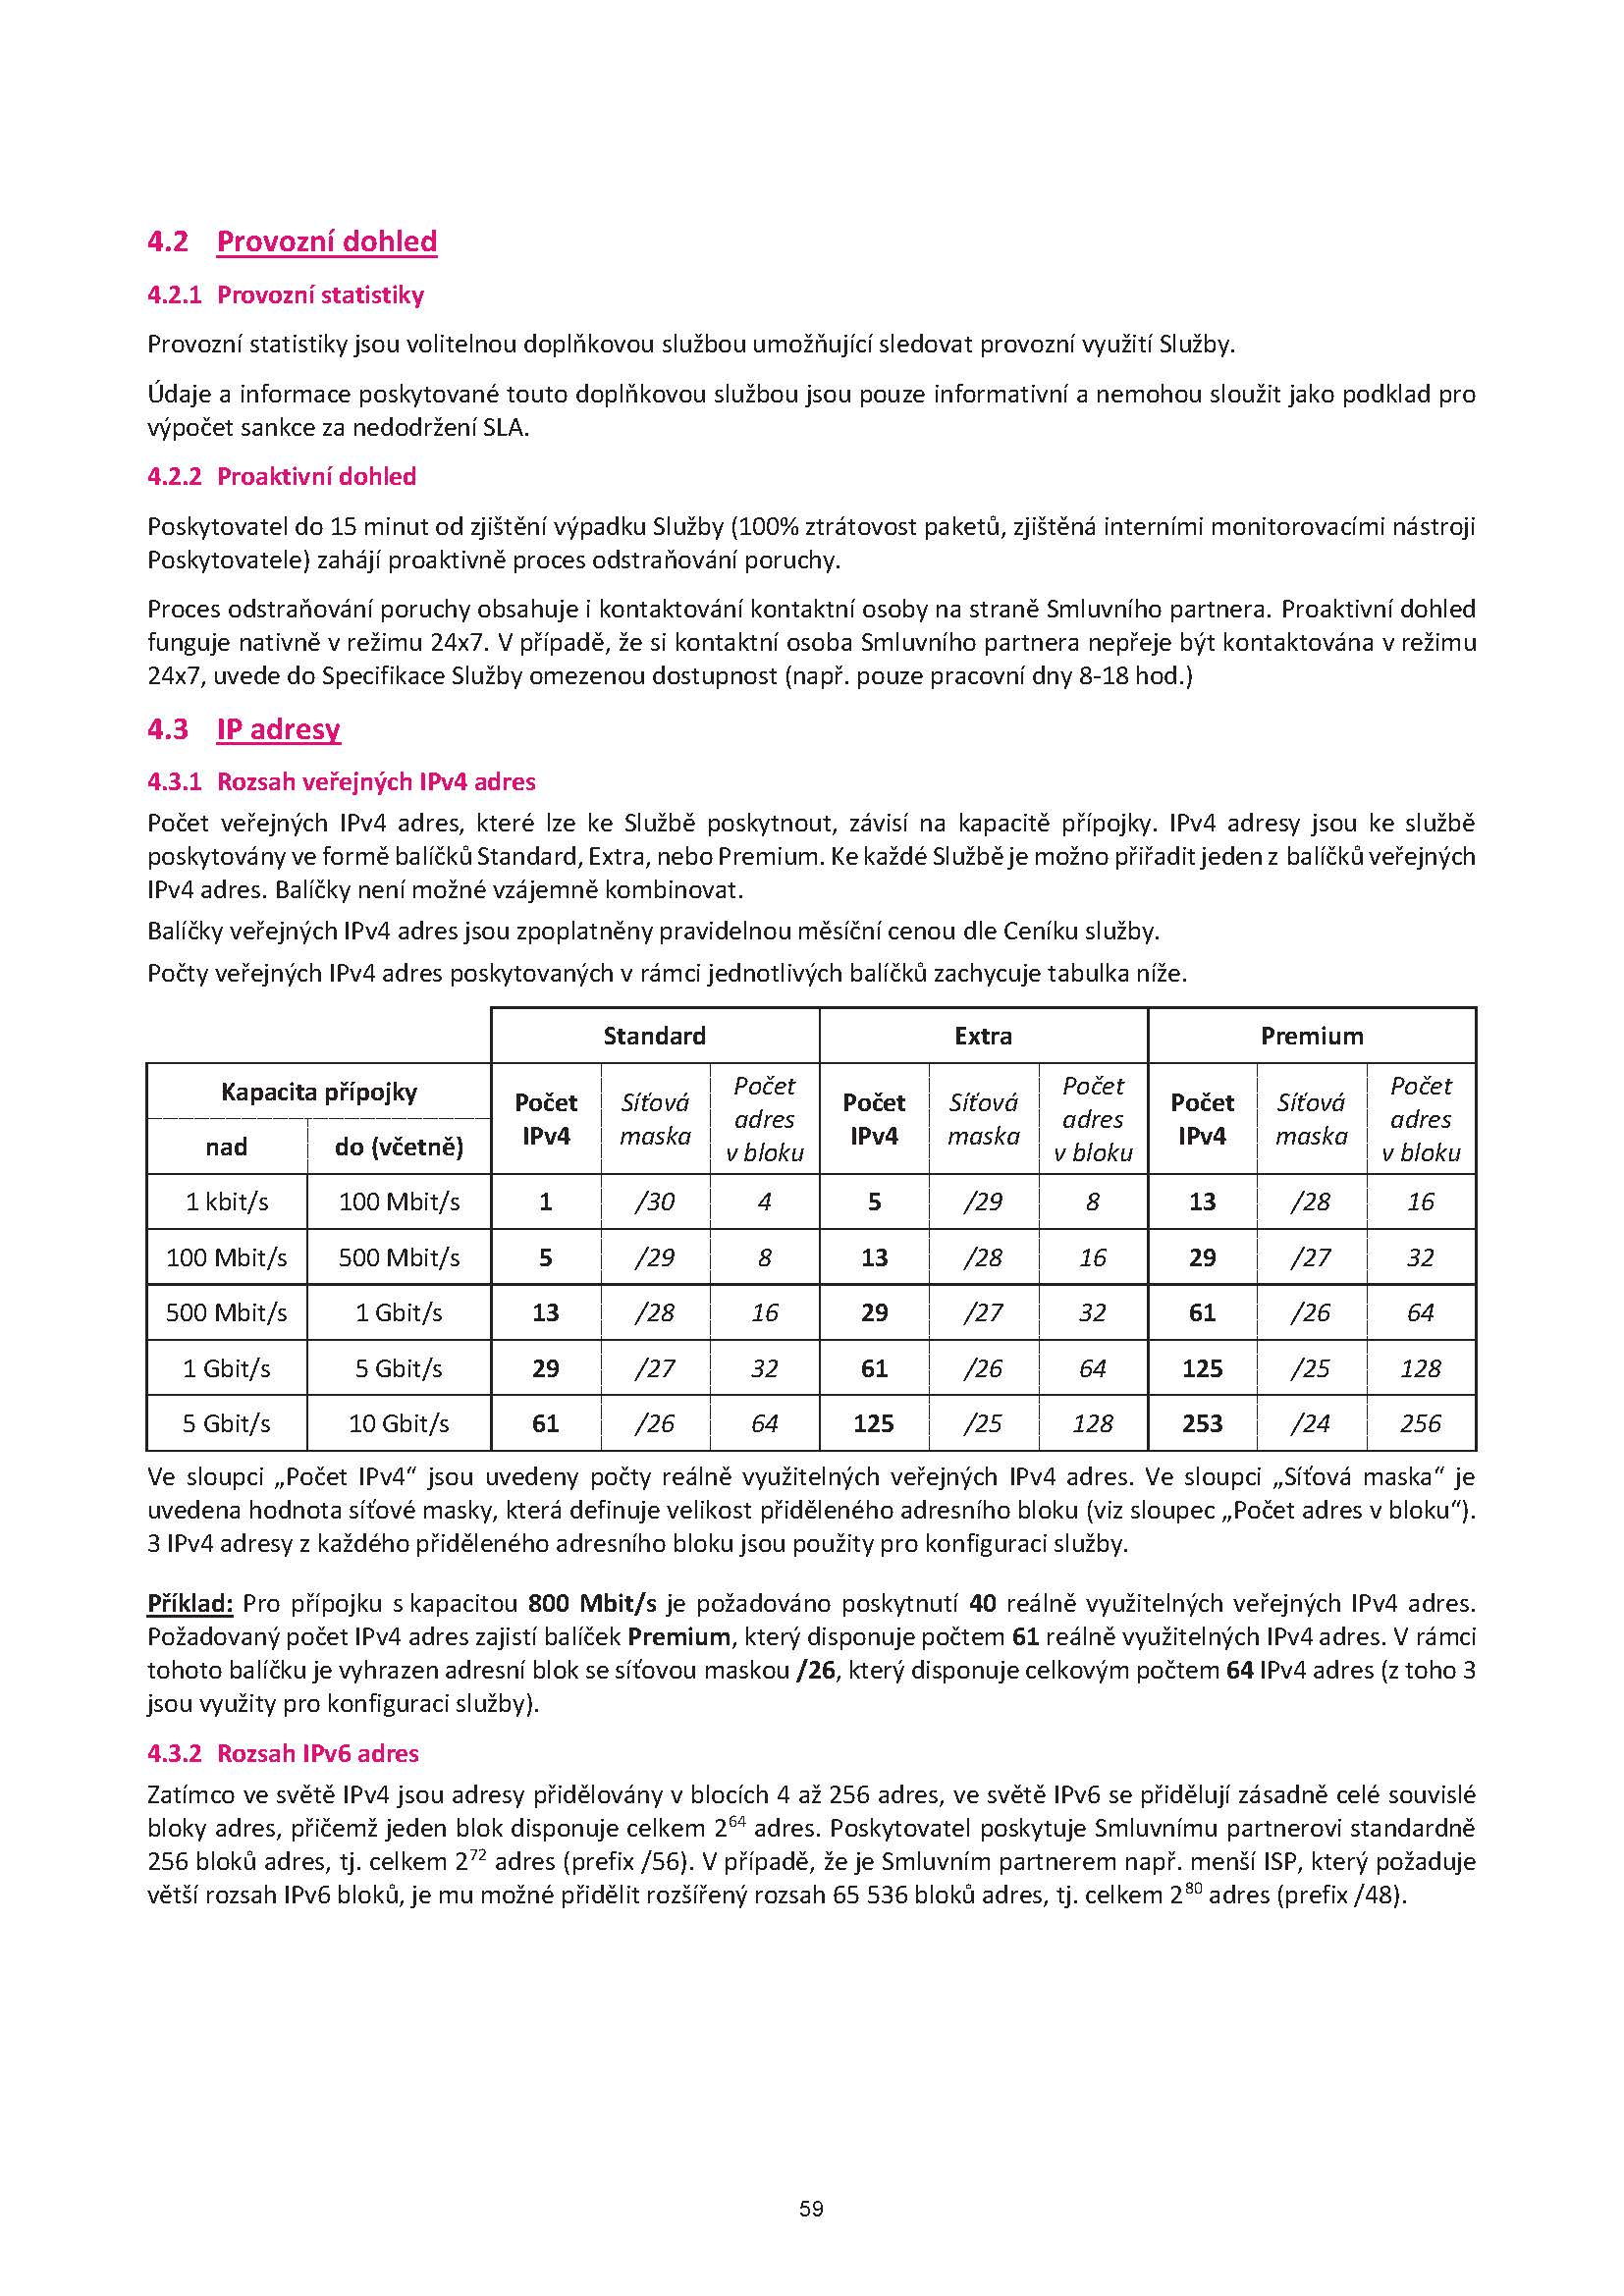 4.2 Provozní dohled
4.2.1 Provozní statistiky
Provozní statistiky jsou volitelnou doplňkovou službou umožňující sledovat provozní využití Služby.
Údaje a informace poskytované touto doplňkovou službou jsou pouze informativní a nemohou sloužit jako podklad pro
výpočet sankce za nedodržení SLA.
4.2.2 Proaktivní dohled
Poskytovatel do 15 minut od zjištění výpadku Služby (100% ztrátovost paketů, zjištěná interními monitorovacími nástroji
Poskytovatele) zahájí proaktivně proces odstraňování poruchy.
Proces odstraňování poruchy obsahuje i kontaktování kontaktní osoby na straně Smluvního partnera. Proaktivní dohled
funguje nativně v režimu 24x7. V případě, že si kontaktní osoba Smluvního partnera nepřeje být kontaktována v režimu
24x7, uvede do Specifikace Služby omezenou dostupnost (např. pouze pracovní dny 8-18 hod.)
4.3 IP adresy
4.3.1 Rozsah veřejných IPv4 adres
Počet veřejných IPv4 adres, které lze ke Službě poskytnout, závisí na kapacitě přípojky. IPv4 adresy jsou ke službě
poskytovány ve formě balíčků Standard, Extra, nebo Premium. Ke každé Službě je možno přiřadit jeden z balíčků veřejných
IPv4 adres. Balíčky není možné vzájemně kombinovat.
Balíčky veřejných IPv4 adres jsou zpoplatněny pravidelnou měsíční cenou dle Ceníku služby.
Počty veřejných IPv4 adres poskytovaných v rámci jednotlivých balíčků zachycuje tabulka níže.
Standard Extra Premium
Kapacita přípojky Počet IPv4 Síťová maska Počet adres v bloku Počet IPv4 Síťová maska Počet adres v bloku Počet IPv4 Síťová maska Počet adres v bloku
nad do (včetně)
1 kbit/s 100 Mbit/s 1 /30 4 5 /29 8 13 /28 16
100 Mbit/s 500 Mbit/s 5 /29 8 13 /28 16 29 /27 32
500 Mbit/s 1 Gbit/s 13 /28 16 29 /27 32 61 /26 64
1 Gbit/s 5 Gbit/s 29 /27 32 61 /26 64 125 /25 128
5 Gbit/s 10 Gbit/s 61 /26 64 125 /25 128 253 /24 256
Ve sloupci „Počet IPv4“ jsou uvedeny počty reálně využitelných veřejných IPv4 adres. Ve sloupci „Síťová maska“ je
uvedena hodnota síťové masky, která definuje velikost přiděleného adresního bloku (viz sloupec „Počet adres v bloku“).
3 IPv4 adresy z každého přiděleného adresního bloku jsou použity pro konfiguraci služby.
Příklad: Pro přípojku s kapacitou 800 Mbit/s je požadováno poskytnutí 40 reálně využitelných veřejných IPv4 adres.
Požadovaný počet IPv4 adres zajistí balíček Premium, který disponuje počtem 61 reálně využitelných IPv4 adres. V rámci
tohoto balíčku je vyhrazen adresní blok se síťovou maskou /26, který disponuje celkovým počtem 64 IPv4 adres (z toho 3
jsou využity pro konfiguraci služby).
4.3.2 Rozsah IPv6 adres
Zatímco ve světě IPv4 jsou adresy přidělovány v blocích 4 až 256 adres, ve světě IPv6 se přidělují zásadně celé souvislé
bloky adres, přičemž jeden blok disponuje celkem 2⁶⁴ adres. Poskytovatel poskytuje Smluvnímu partnerovi standardně
256 bloků adres, tj. celkem 2⁷² adres (prefix /56). V případě, že je Smluvním partnerem např. menší ISP, který požaduje
větší rozsah IPv6 bloků, je mu možné přidělit rozšířený rozsah 65 536 bloků adres, tj. celkem 2⁸⁰ adres (prefix /48).
59